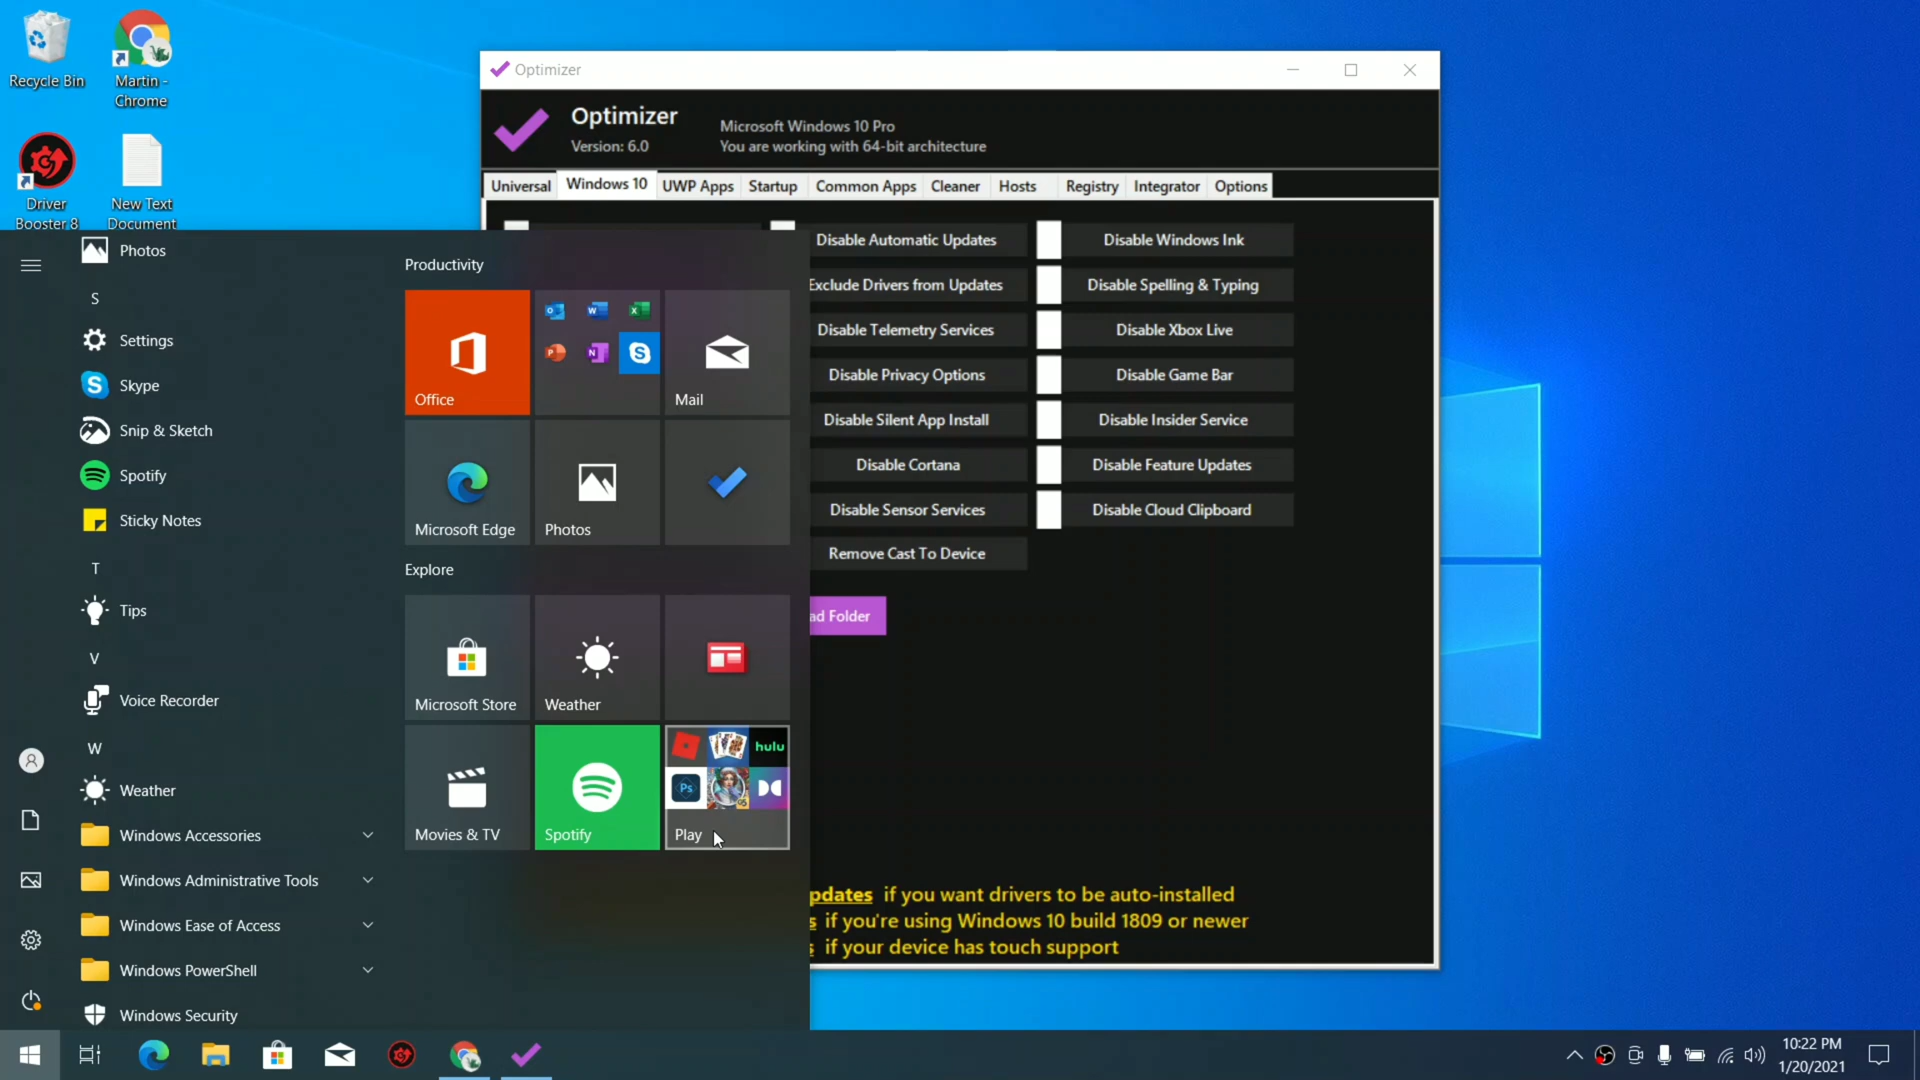 Recycle Bin
Martin -
Chrome
Driver
Booster 8
New Text
Document
Optimizer
Optimizer
Version: 6.0
Microsoft Windows 10 Pro
You are working with 64-bit architecture
Universal
Windows 10
UWP Apps
Startup
Common Apps
Cleaner
Hosts
Registry
Integrator
Options
Disable Automatic Updates
Exclude Drivers from Updates
Disable Telemetry Services
Disable Privacy Options
Disable Silent App Install
Disable Cortana
Disable Sensor Services
Remove Cast To Device
Disable Windows Ink
Disable Spelling & Typing
Disable Xbox Live
Disable Game Bar
Disable Insider Service
Disable Feature Updates
Disable Cloud Clipboard
ad Folder
pdates if you want drivers to be auto-installed
s if you're using Windows 10 build 1809 or newer
s if your device has touch support
Photos
S
Settings
Skype
Snip & Sketch
Spotify
Sticky Notes
T
Tips
V
Voice Recorder
W
Weather
Windows Accessories
Windows Administrative Tools
Windows Ease of Access
Windows PowerShell
Windows Security
Productivity
Office
Mail
Microsoft Edge
Photos
Explore
Microsoft Store
Weather
Movies & TV
Spotify
hulu
Ps
Play
10:22 PM
1/20/2021